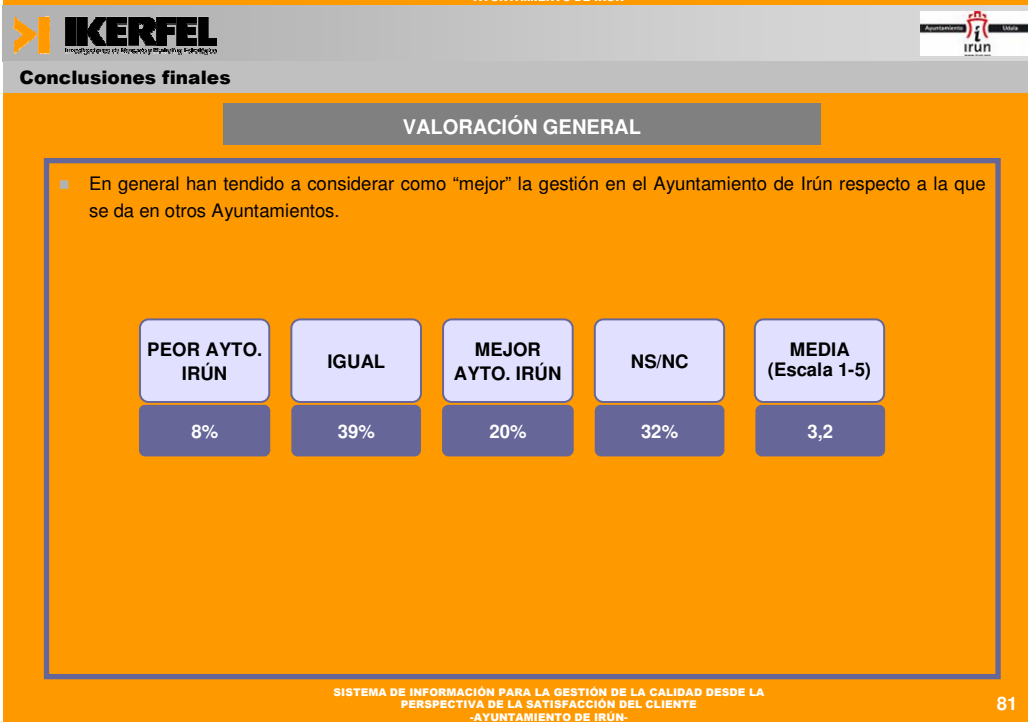 AYUNTAMIENTO DE IRÚN
IKERFEL
Ayuntamiento
Udala
irun
Conclusiones finales
VALORACIÓN GENERAL
En general han tendido a considerar como “mejor” la gestión en el Ayuntamiento de Irún respecto a la que
se da en otros Ayuntamientos.
PEOR AYTO.
IRÚN
IGUAL
MEJOR
AYTO. IRÚN
NS/NC
MEDIA
(Escala 1-5)
8%
39%
20%
32%
3,2
SISTEMA DE INFORMACIÓN PARA LA GESTIÓN DE LA CALIDAD DESDE LA
PERSPECTIVA DE LA SATISFACCIÓN DEL CLIENTE
-AYUNTAMIENTO DE IRÚN-
81